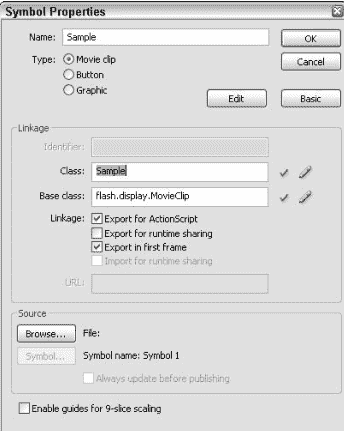 Symbol Properties
Name: Sample OK
Type: Movie clip Cancel
Button
Graphic
Edit Basic
Linkage
Identifier:
Class: Sample
Base class: flash.display.MovieClip
Linkage: Export for ActionScript
Export for runtime sharing
Export in first frame
Import for runtime sharing
URL:
Source
Browse... File:
Symbol... Symbol name: Symbol 1
Always update before publishing
Enable guides for 9-slice scaling